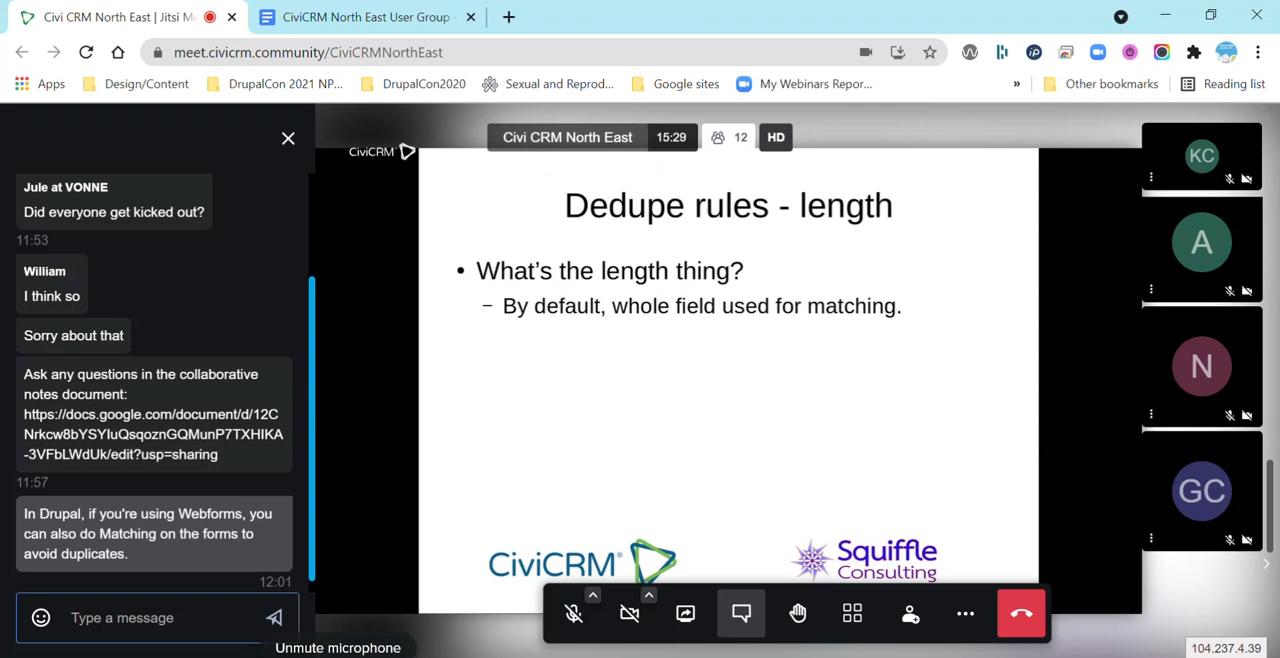 Civi CRM North East | Jitsi M
CiviCRM North East User Group -
meet.civicrm.community/CiviCRMNorthEast
Apps
Design/Content
DrupalCon 2021 NP...
DrupalCon2020
Sexual and Reprod...
Google sites
My Webinars Repor...
»
Other bookmarks
Reading list
Jule at VONNE
Did everyone get kicked out?
11:53
William
I think so
Sorry about that
Ask any questions in the collaborative
notes document:
https://docs.google.com/document/d/12C
Nrkcw8bYSYIuQsqoznGQMunP7TXHIKA
-3VFbLWdUk/edit?usp=sharing
11:57
In Drupal, if you're using Webforms, you
can also do Matching on the forms to
avoid duplicates.
12:01
Type a message
Unmute microphone
CiviCRM
Civi CRM North East 15:29 12 HD
Dedupe rules - length
• What's the length thing?
– By default, whole field used for matching.
CiviCRM®
Squiffle
Consulting
KC
A
N
GC
104.237.4.39